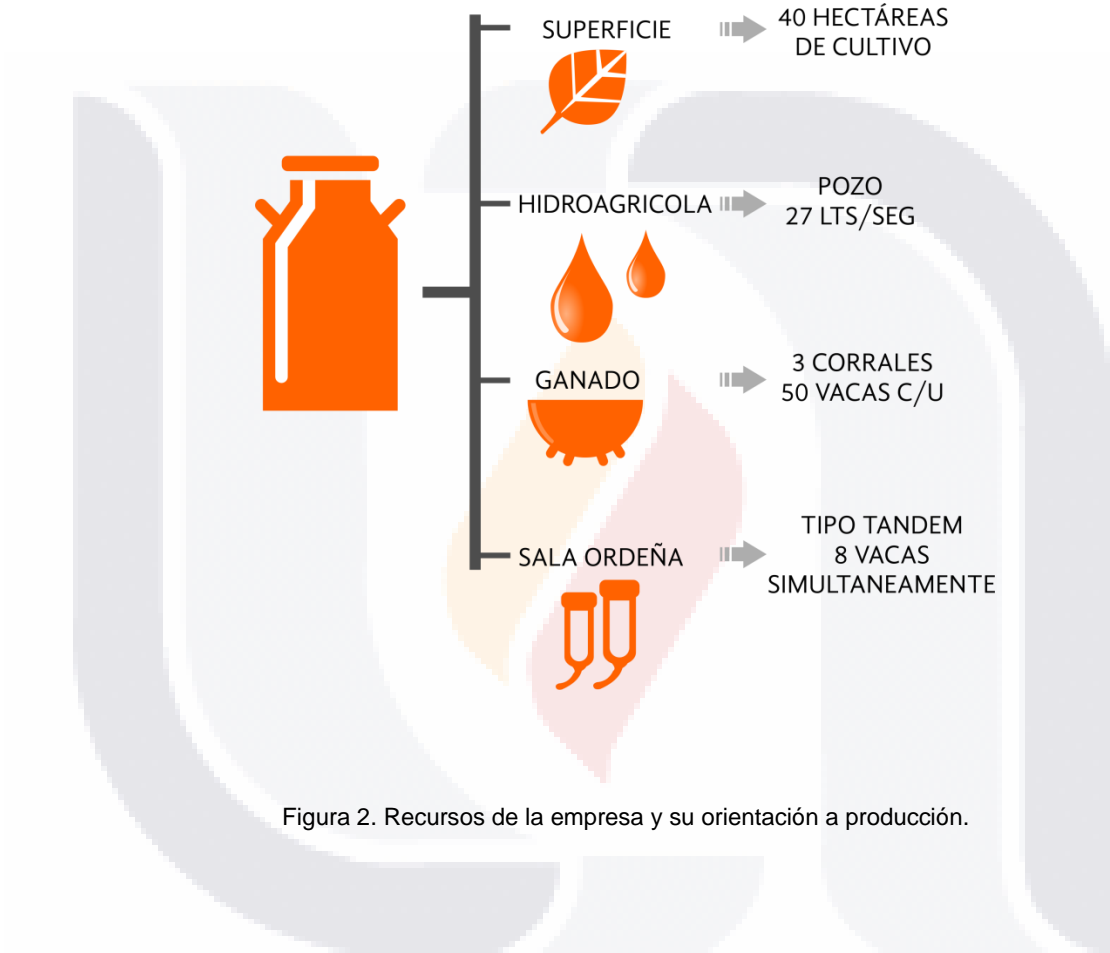 SUPERFICIE
40 HECTÁREAS
DE CULTIVO
HIDROAGRICOLA
POZO
27 LTS/SEG
GANADO
3 CORRALES
50 VACAS C/U
SALA ORDEÑA
TIPO TANDEM
8 VACAS
SIMULTANEAMENTE
Figura 2. Recursos de la empresa y su orientación a producción.